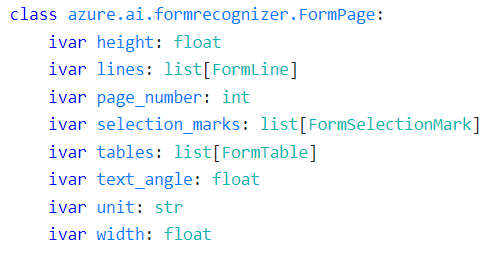 class azure.ai.formrecognizer.FormPage:
    ivar height: float
    ivar lines: list[FormLine]
    ivar page_number: int
    ivar selection_marks: list[FormSelectionMark]
    ivar tables: list[FormTable]
    ivar text_angle: float
    ivar unit: str
    ivar width: float